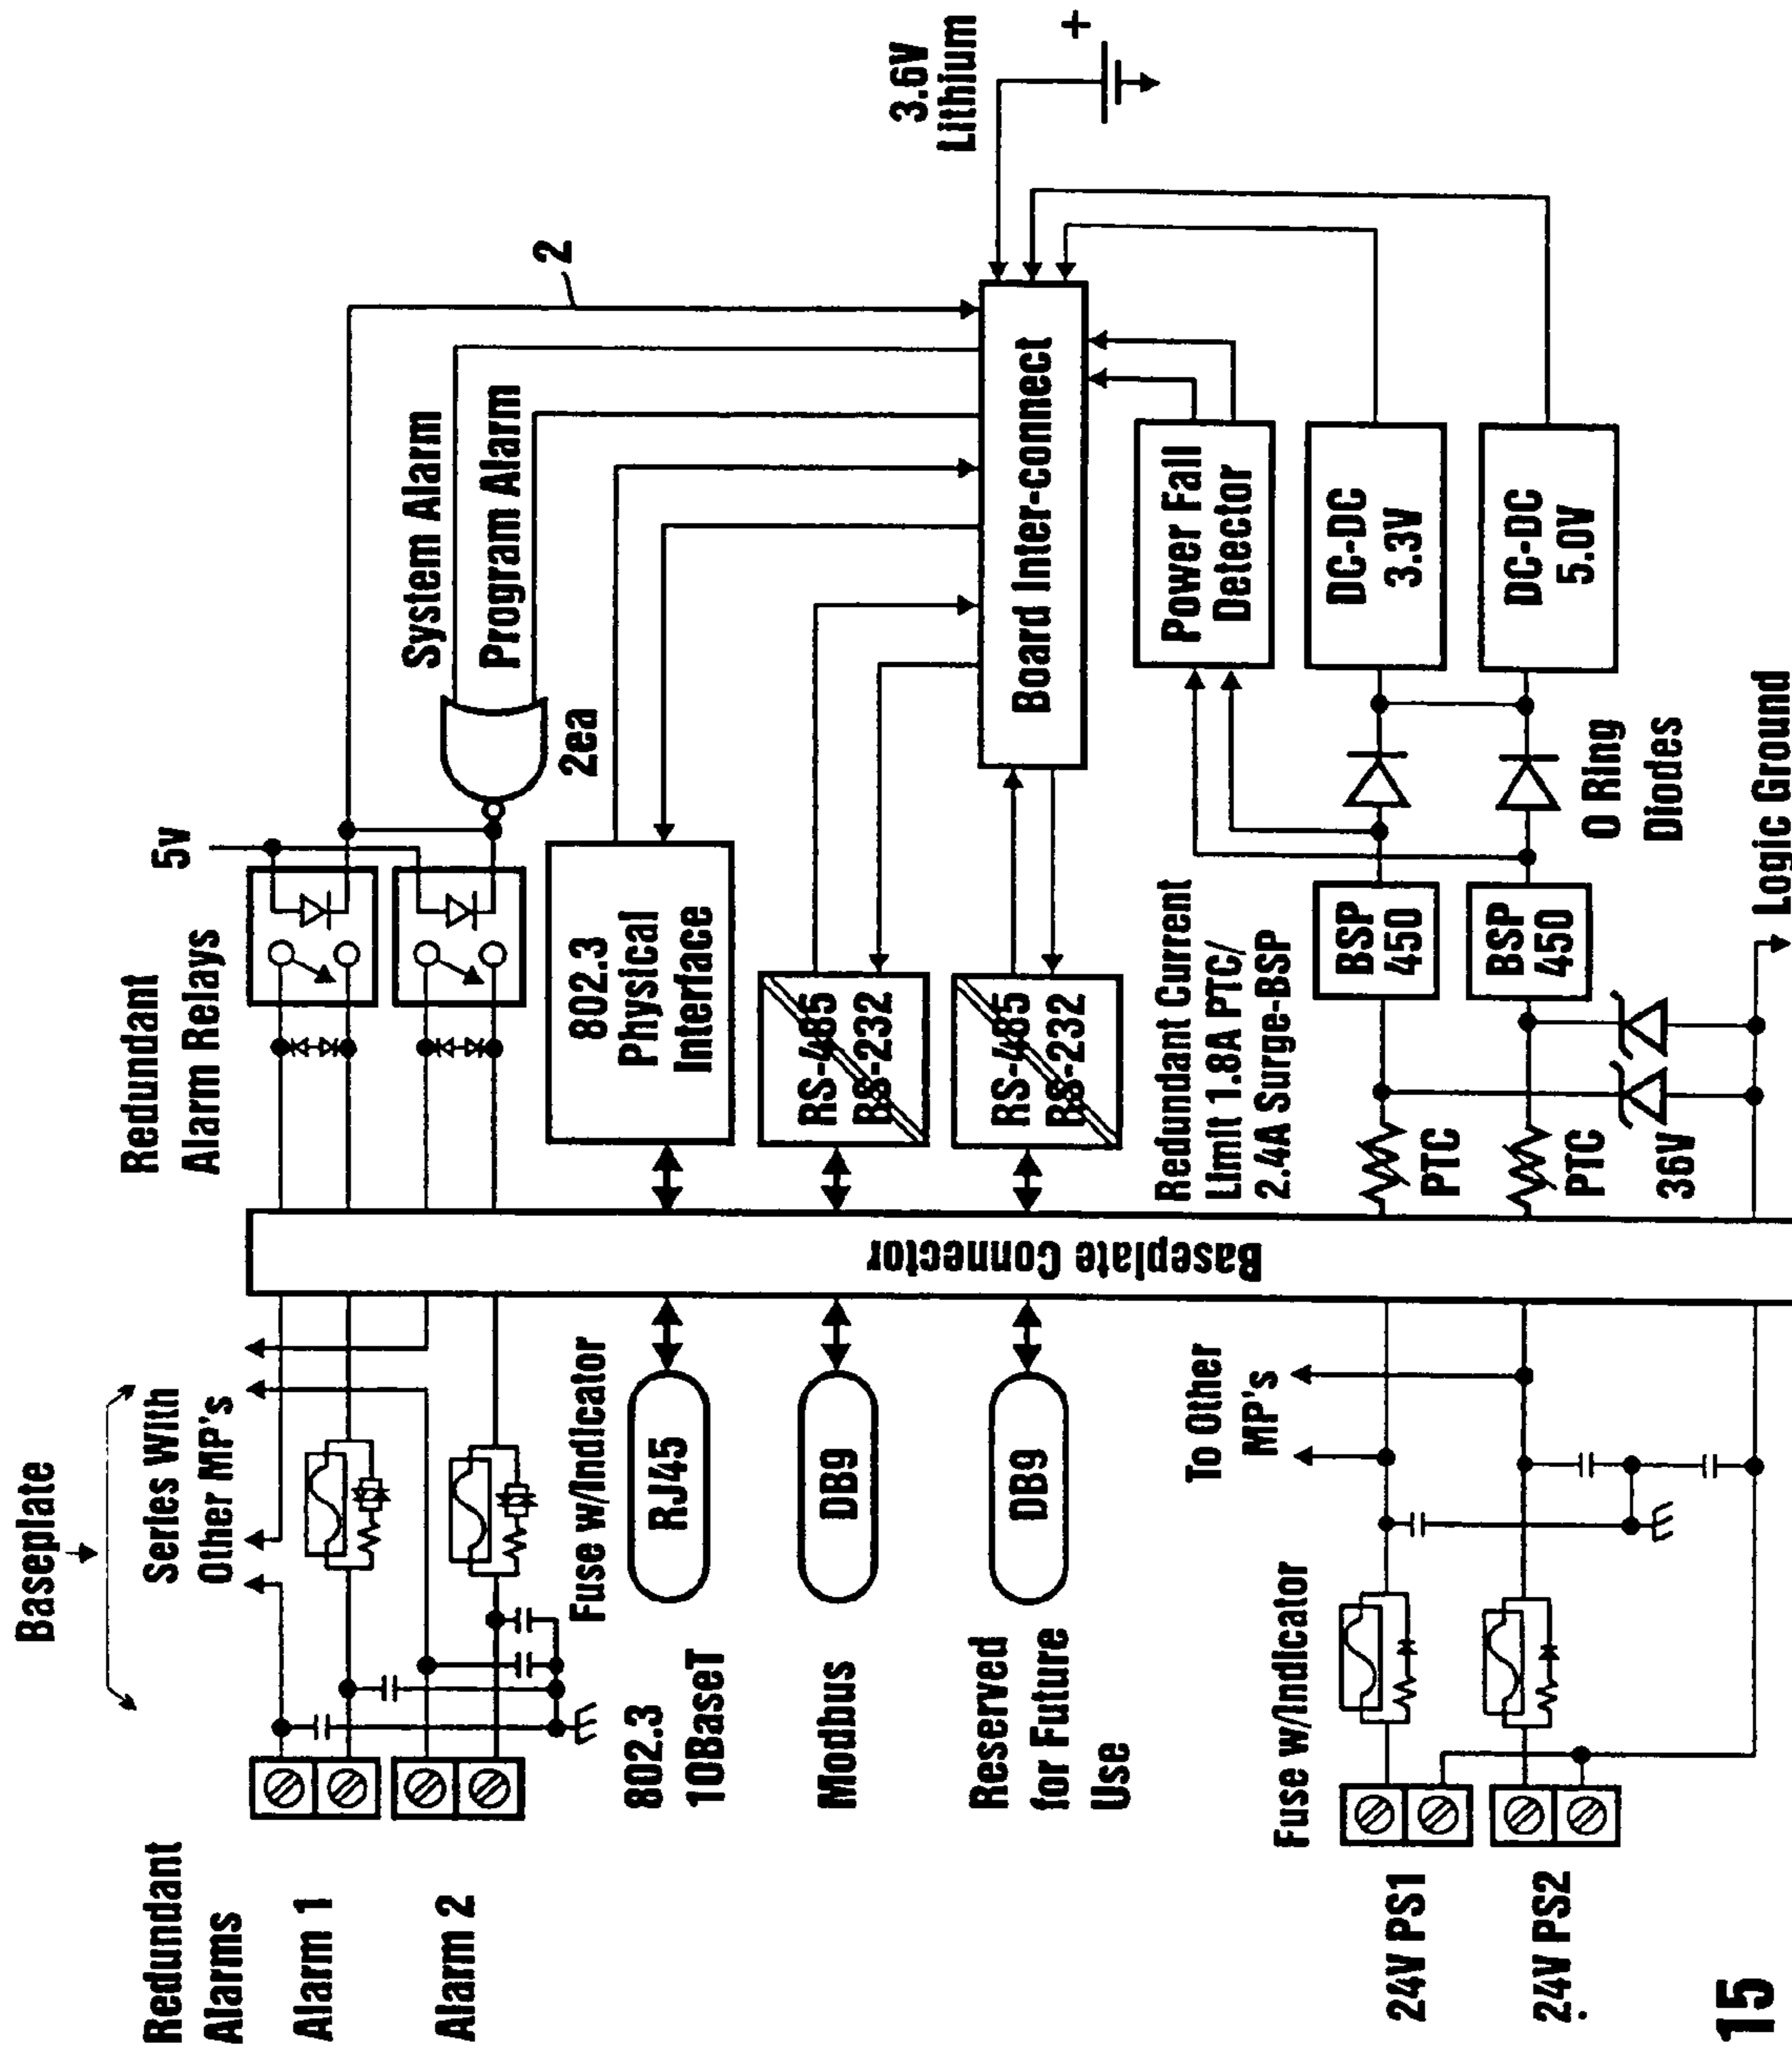 Baseplate
Redundant
Alarms
Alarm 1
Alarm 2
Series With
Other MP's
Fuse w/Indicator
802.3
10BaseT
RJ45
Modbus
DB9
Reserved
for Future
Use
DB9
To Other
MP's
Fuse w/Indicator
24V PS1
24V PS2
Baseplate Connector
Redundant
Alarm Relays
5v
2
System Alarm
Program Alarm
2ea
802.3
Physical
Interface
RS-485
RS-232
RS-485
RS-232
Board Inter-connect
3.6V
Lithium
+
Redundant Current
Limit 1.8A PTC/
2.4A Surge-BSP
Power Fail
Detector
BSP
450
BSP
450
DC-DC
3.3V
DC-DC
5.0V
O Ring
Diodes
PTC
PTC
36V
Logic Ground
15